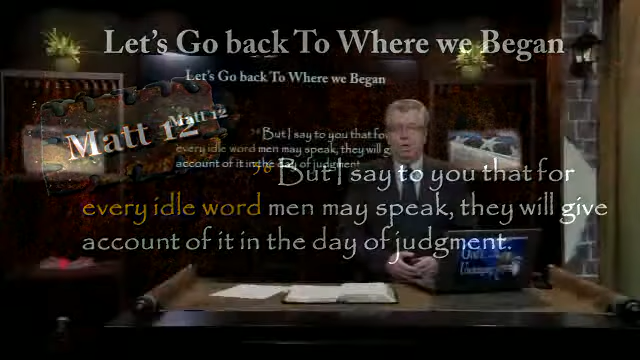 Let's Go back To Where we Began
Let's Go back To Where we Began
Matt 12
Matt 12
36 But I say to you that for
every idle word men may speak, they will g
account of it in the day of judgment
36 But I say to you that for
every idle word men may speak, they will give
account of it in the day of judgment.